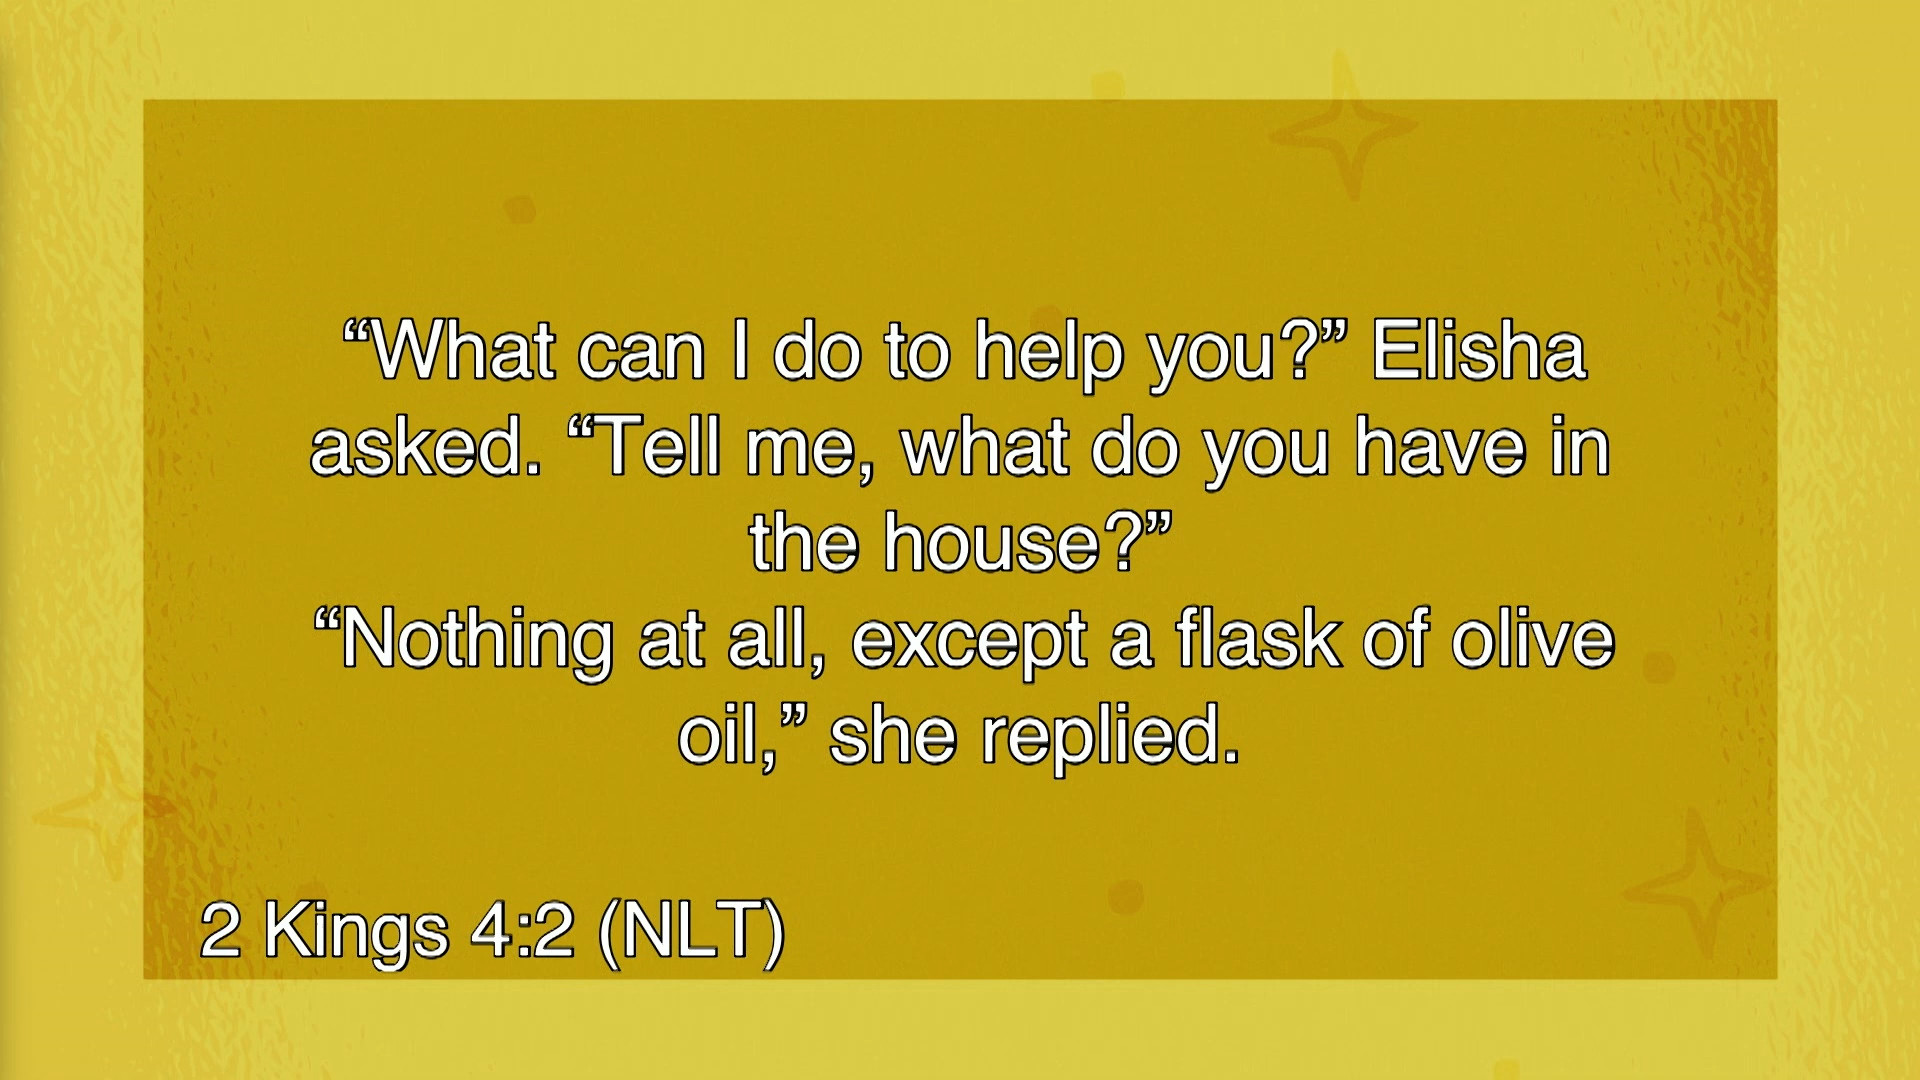 “What can I do to help you?” Elisha
asked. “Tell me, what do you have in
the house?”
“Nothing at all, except a flask of olive
oil,” she replied.
2 Kings 4:2 (NLT)